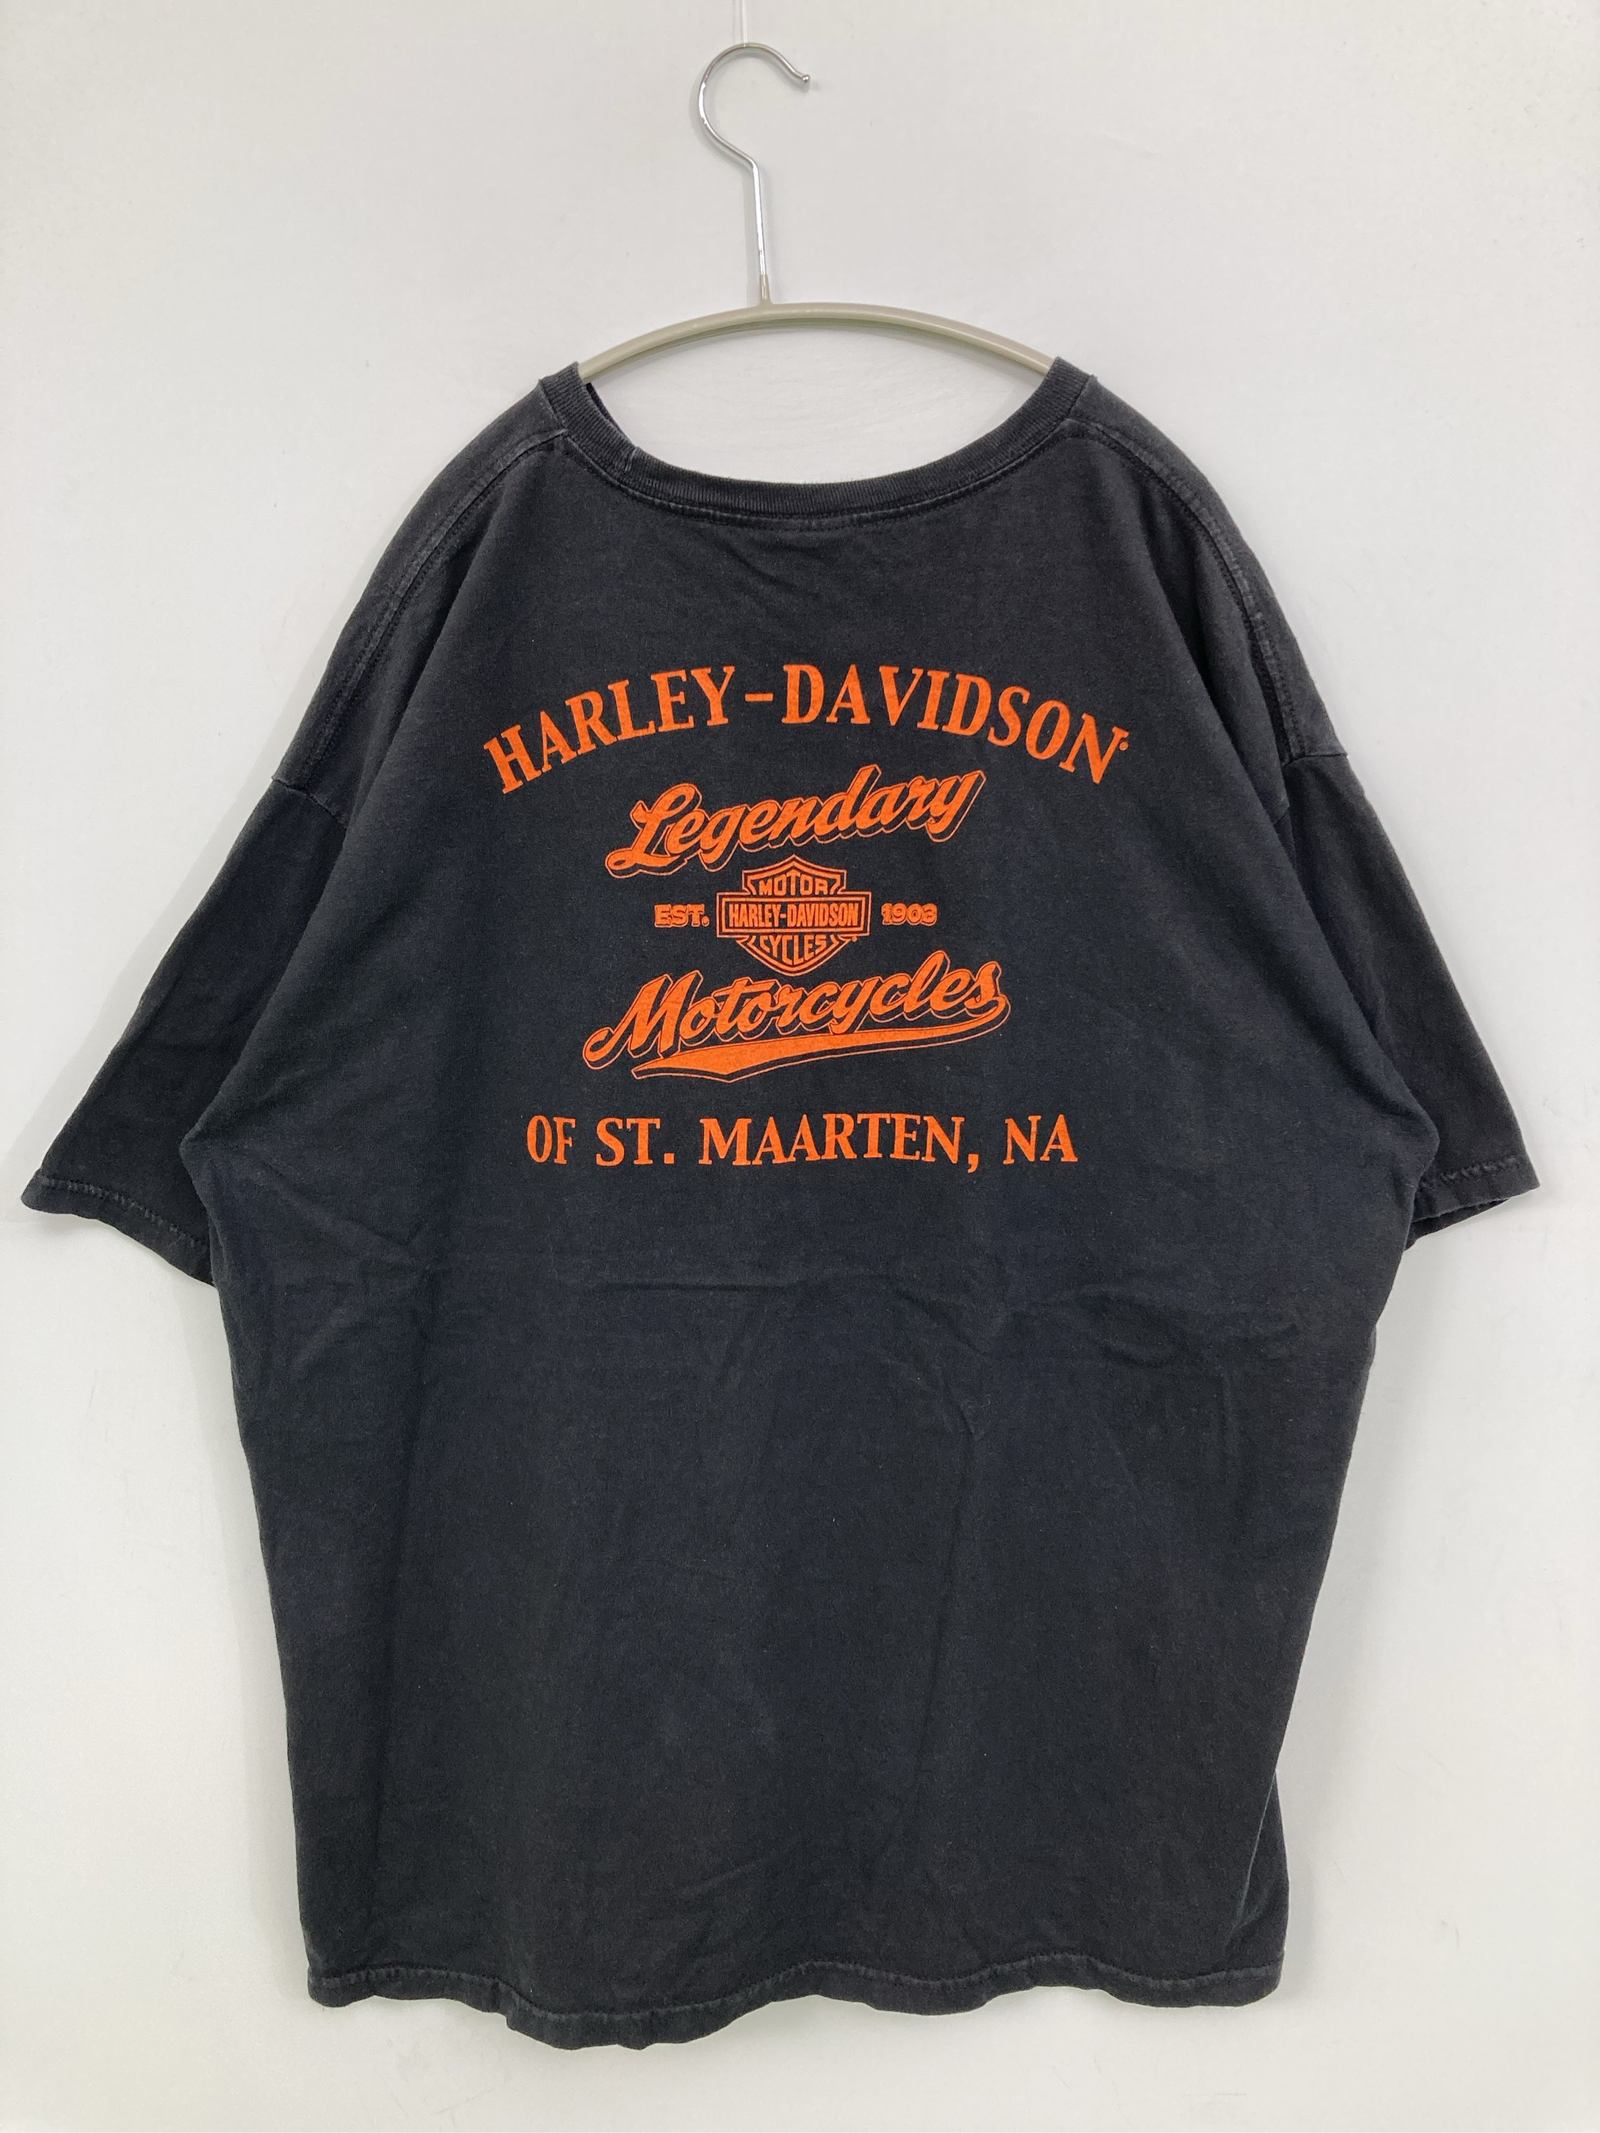 HARLEY-DAVIDSON®
Legendary
MOTOR
EST. HARLEY-DAVIDSON 1903
CYCLES
Motorcycles
OF ST. MAARTEN, NA